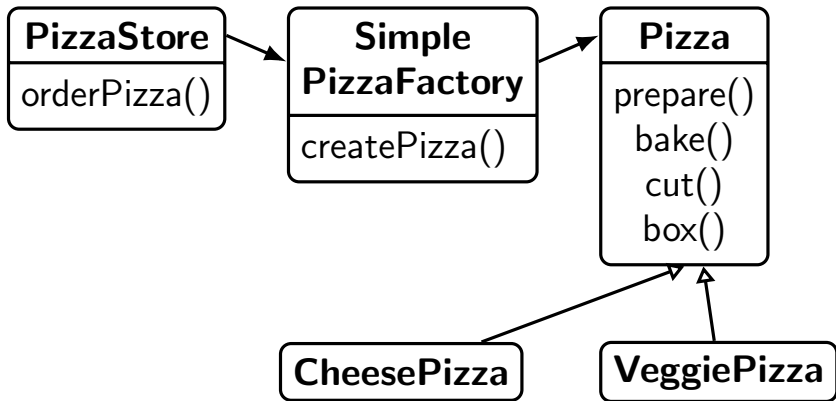 PizzaStore
orderPizza()
Simple
PizzaFactory
createPizza()
Pizza
prepare()
bake()
cut()
box()
CheesePizza
VeggiePizza